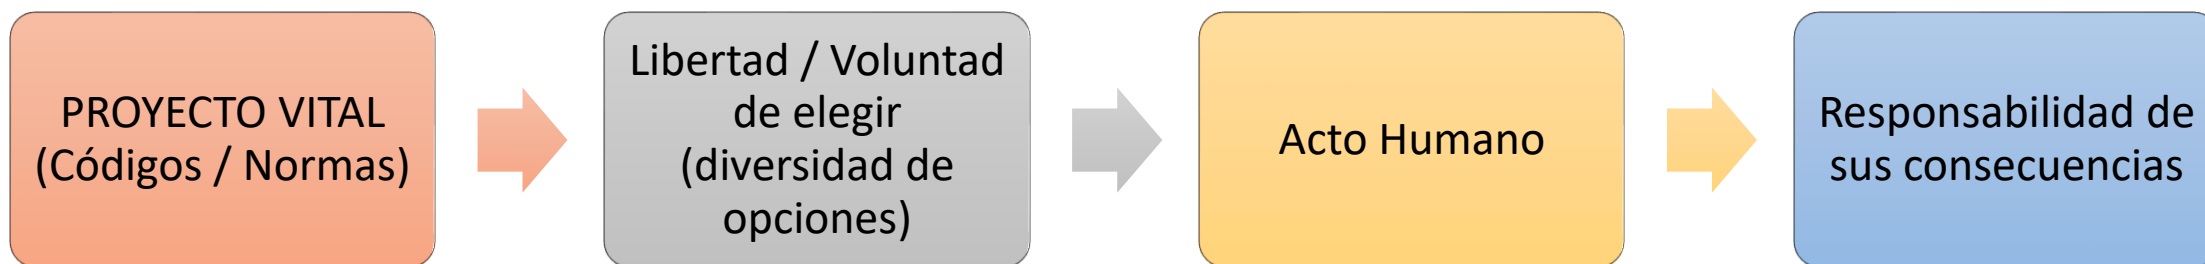 PROYECTO VITAL
(Códigos / Normas)
Libertad / Voluntad
de elegir
(diversidad de
opciones)
Acto Humano
Responsabilidad de
sus consecuencias